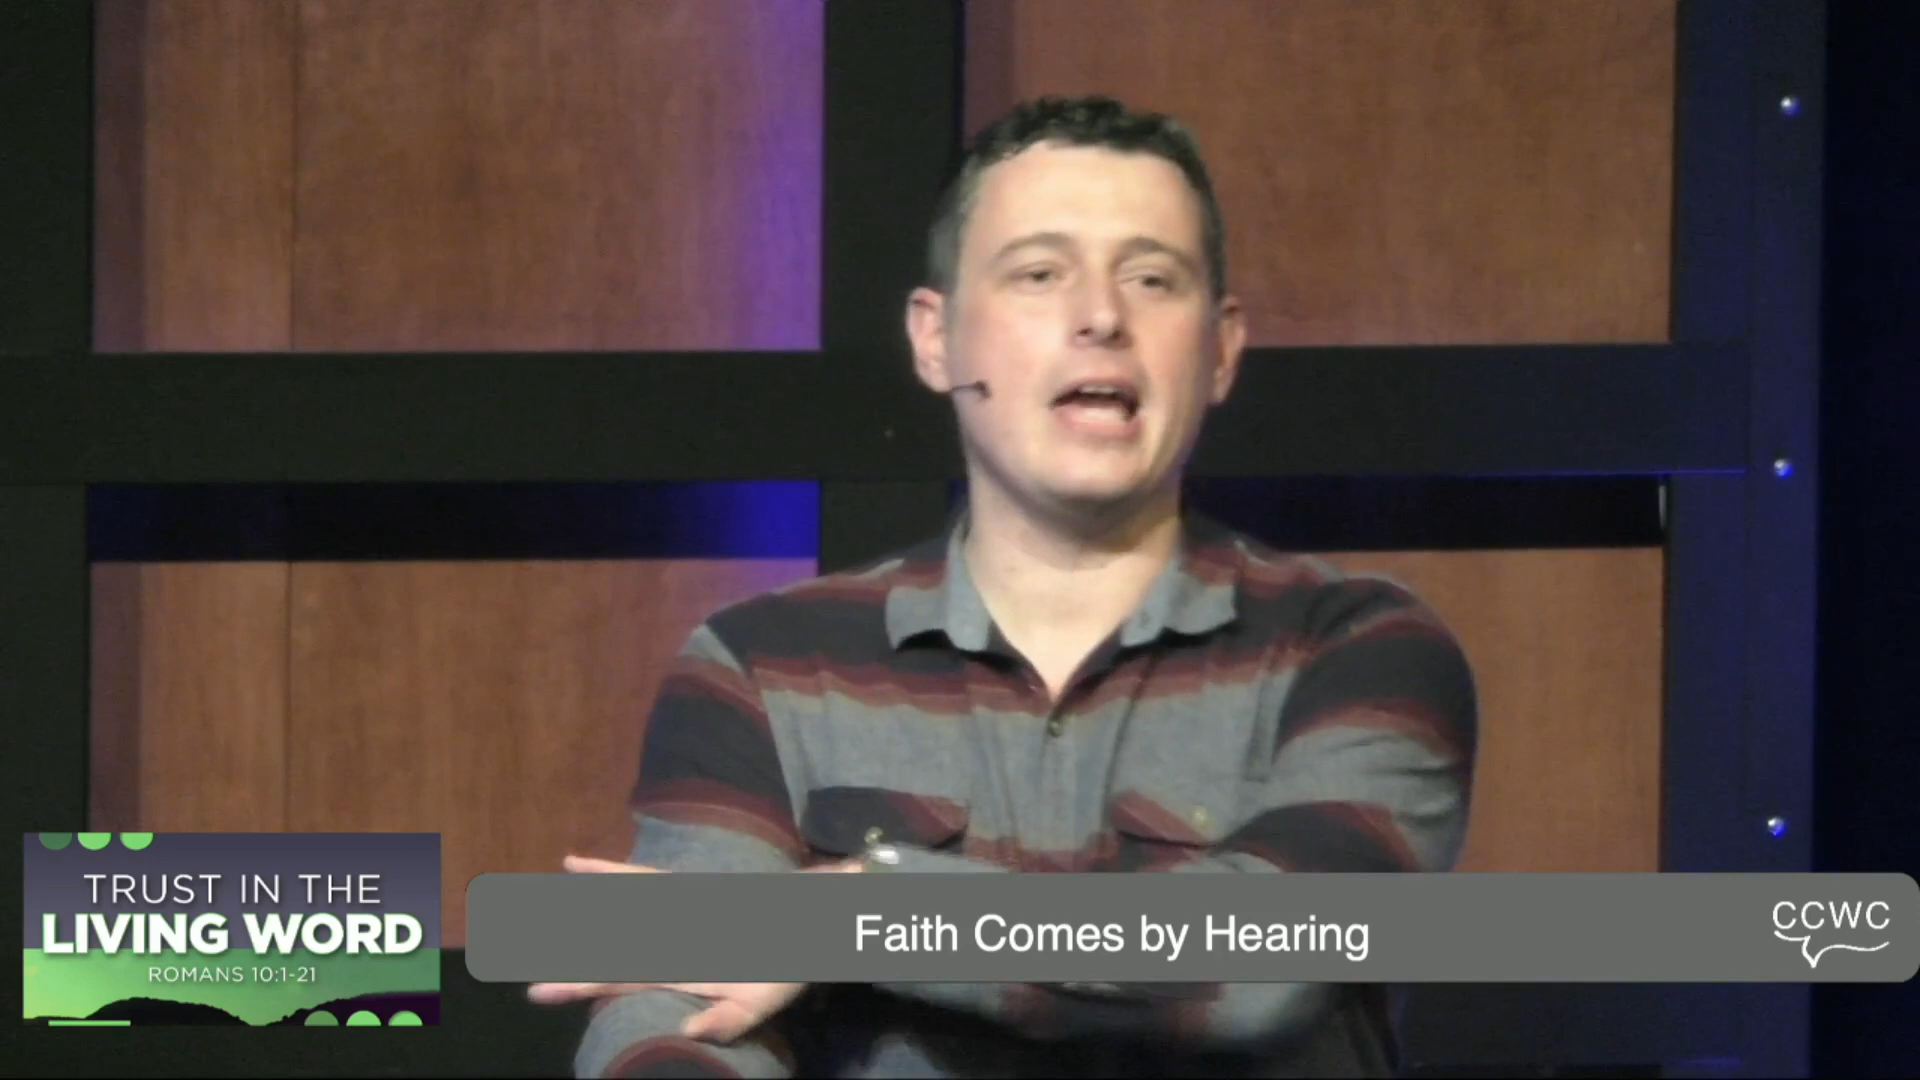 TRUST IN THE
LIVING WORD
ROMANS 10:1-21
Faith Comes by Hearing
CCWC